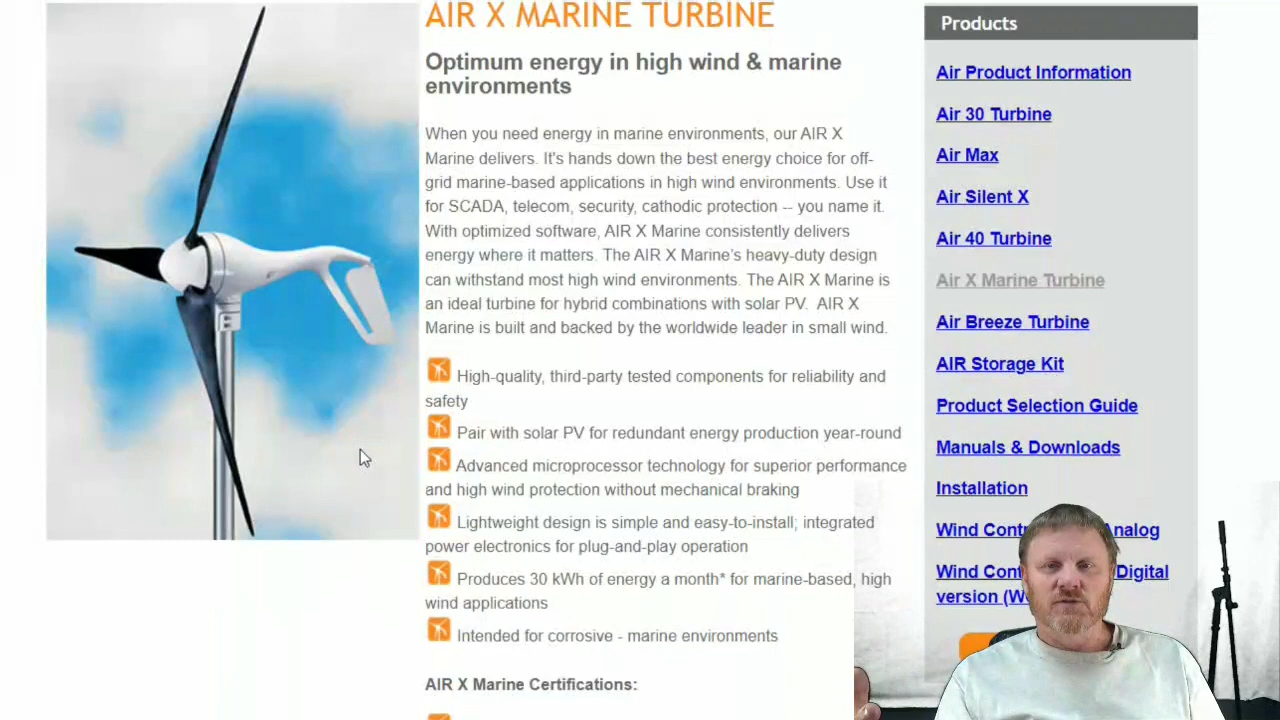 AIR X MARINE TURBINE
Optimum energy in high wind & marine
environments
When you need energy in marine environments, our AIR X
Marine delivers. It's hands down the best energy choice for off-
grid marine-based applications in high wind environments. Use it
for SCADA, telecom, security, cathodic protection -- you name it.
With optimized software, AIR X Marine consistently delivers
energy where it matters. The AIR X Marine's heavy-duty design
can withstand most high wind environments. The AIR X Marine is
an ideal turbine for hybrid combinations with solar PV. AIR X
Marine is built and backed by the worldwide leader in small wind.
High-quality, third-party tested components for reliability and
safety
Pair with solar PV for redundant energy production year-round
Advanced microprocessor technology for superior performance
and high wind protection without mechanical braking
Lightweight design is simple and easy-to-install; integrated
power electronics for plug-and-play operation
Produces 30 kWh of energy a month* for marine-based, high
wind applications
Intended for corrosive - marine environments
AIR X Marine Certifications:
Products
Air Product Information
Air 30 Turbine
Air Max
Air Silent X
Air 40 Turbine
Air X Marine Turbine
Air Breeze Turbine
AIR Storage Kit
Product Selection Guide
Manuals & Downloads
Installation
Wind Analog
Wind Digital
version